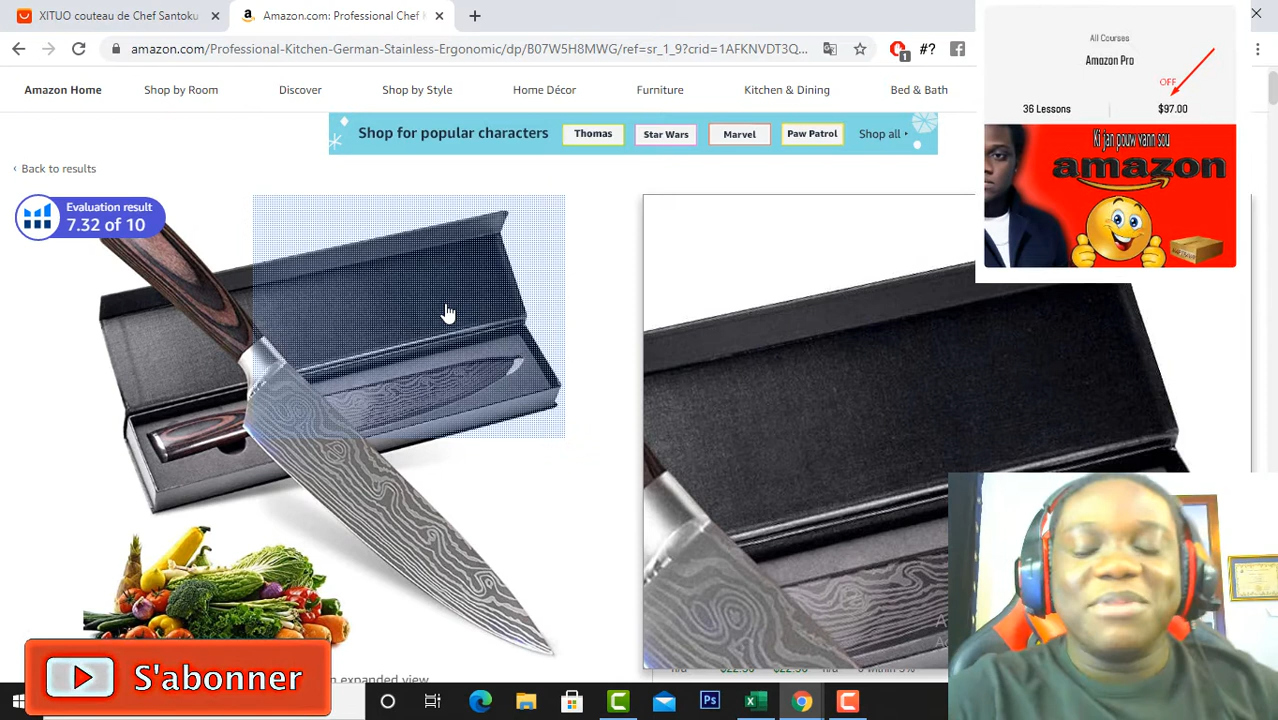 XITUO couteau de Chef Santoku
Amazon.com: Professional Chef K
amazon.com/Professional-Kitchen-German-Stainless-Ergonomic/dp/B07W5H8MWG/ref=sr_1_9?crid=1AFKNVDT3Q...
1
#?
Amazon Home
Shop by Room
Discover
Shop by Style
Home Décor
Furniture
Kitchen & Dining
Bed & Bath
Shop for popular characters
Thomas
Star Wars
Marvel
Paw Patrol
Shop all
‹ Back to results
Evaluation result
7.32 of 10
All Courses
Amazon Pro
OFF
36 Lessons
$97.00
Ki jan pouw vann sou
amazon
S'abonner
expanded view